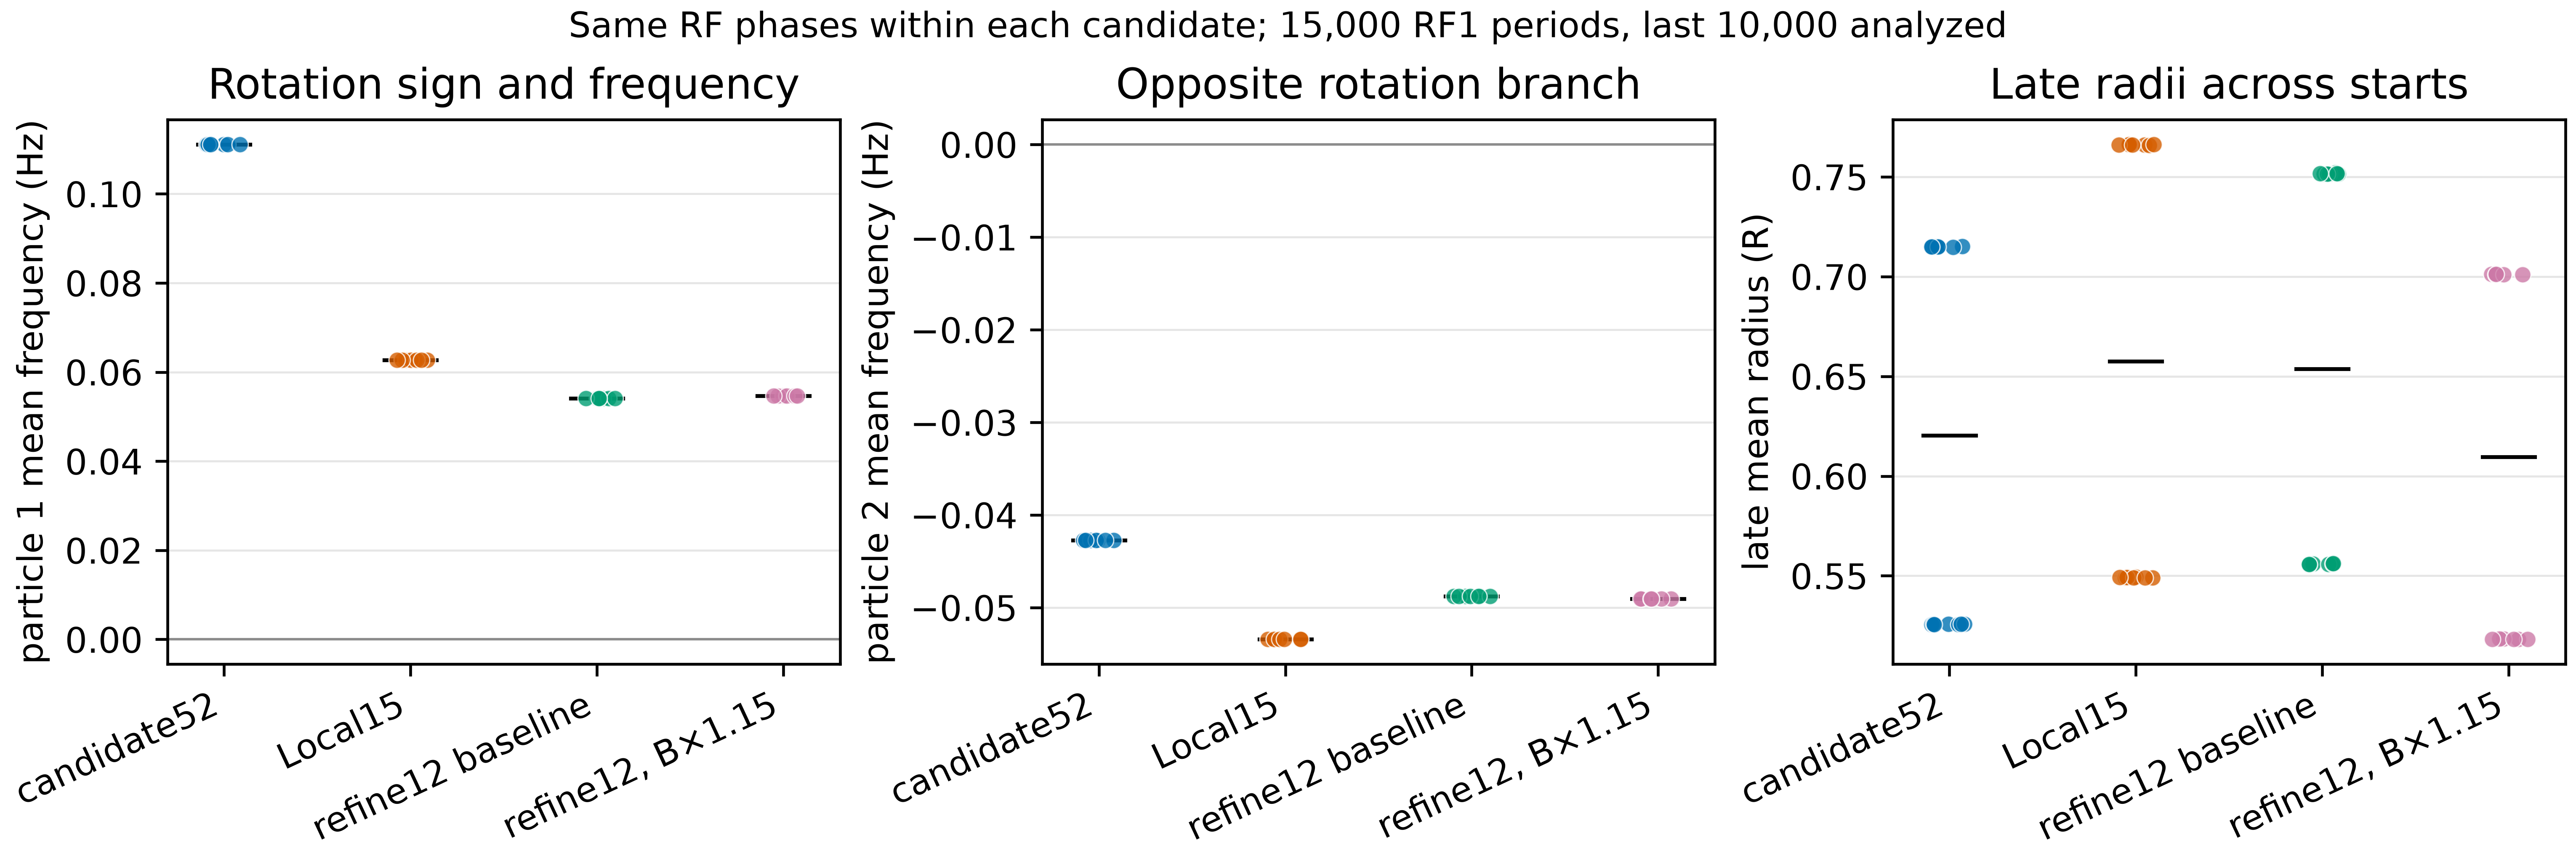 Same RF phases within each candidate; 15,000 RF1 periods, last 10,000 analyzed
Rotation sign and frequency
particle 1 mean frequency (Hz)
0.10
0.08
0.06
0.04
0.02
0.00
candidate52
Local15
refine12 baseline
refine12, B×1.15
Opposite rotation branch
particle 2 mean frequency (Hz)
0.00
−0.01
−0.02
−0.03
−0.04
−0.05
candidate52
Local15
refine12 baseline
refine12, B×1.15
Late radii across starts
late mean radius (R)
0.75
0.70
0.65
0.60
0.55
candidate52
Local15
refine12 baseline
refine12, B×1.15